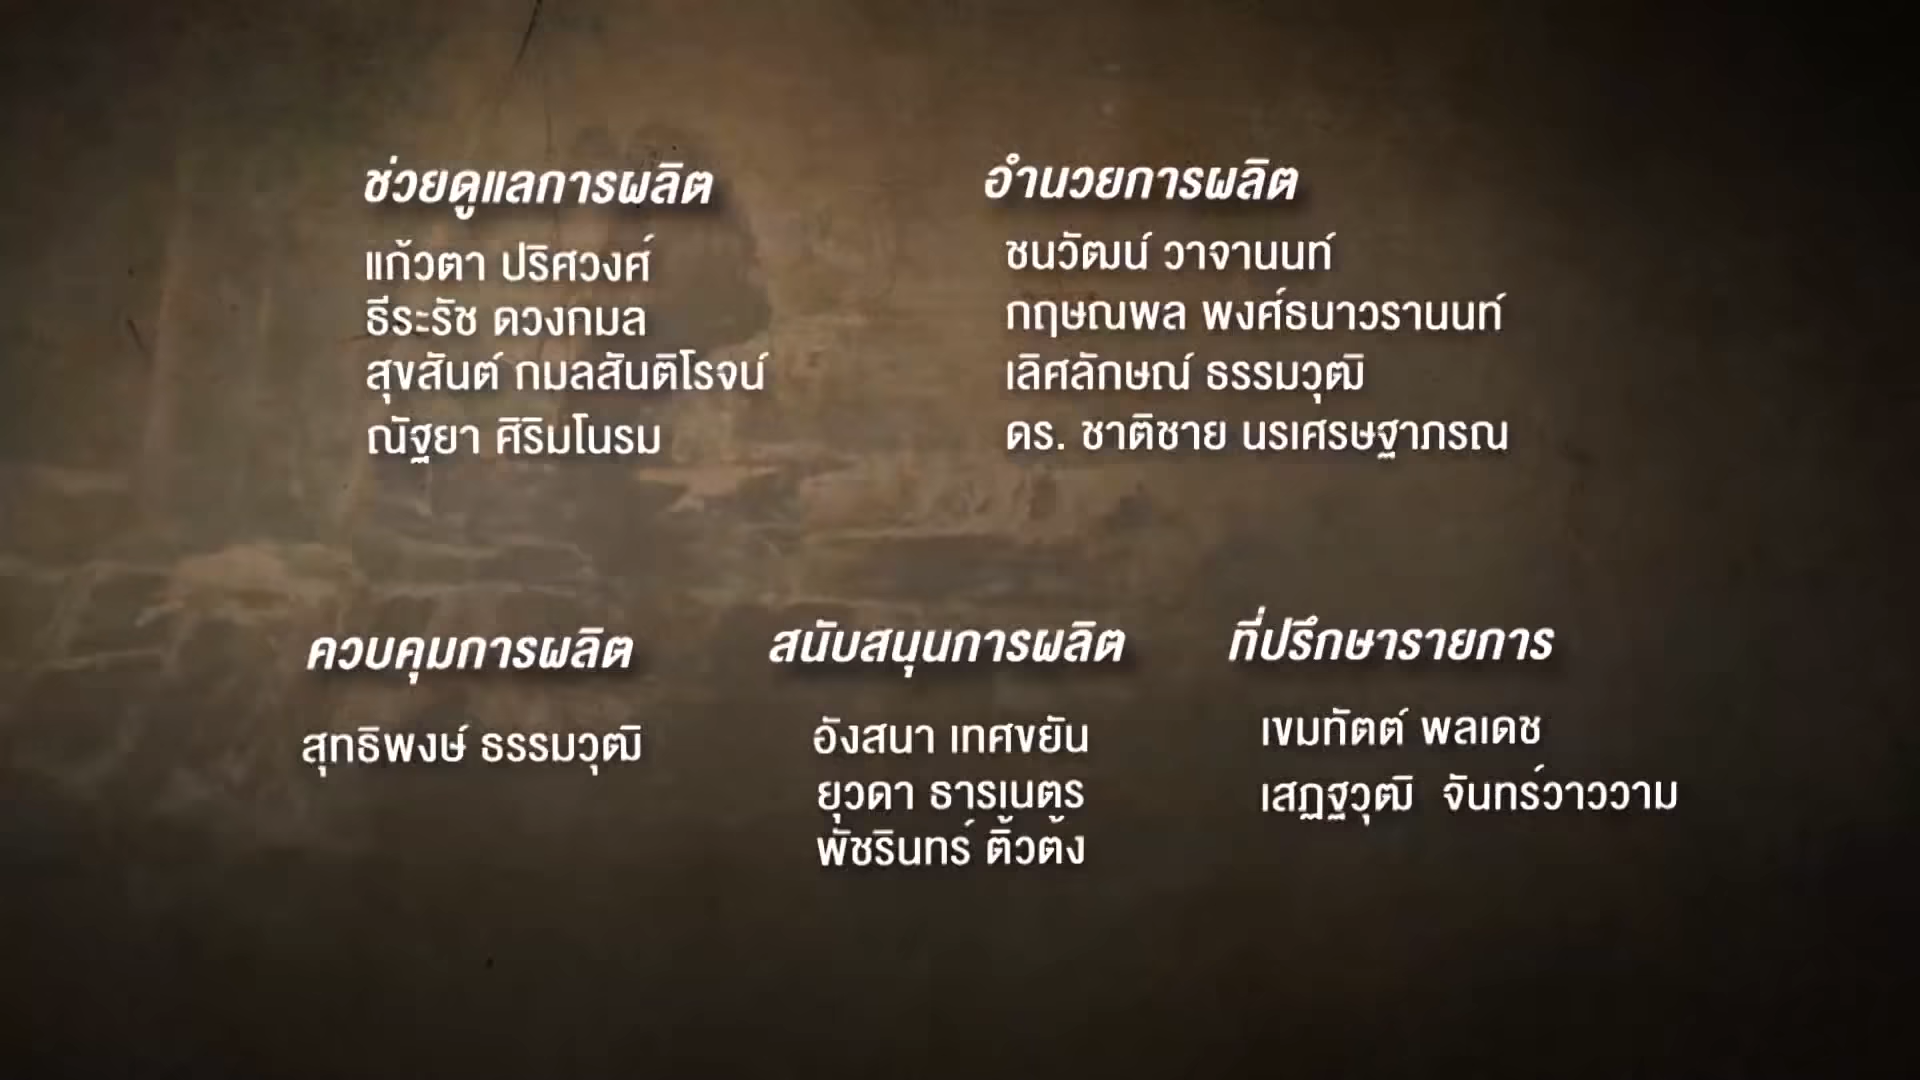 ช่วยดูแลการผลิต
แก้วตา ปริศวงศ์
ธีระรัช ดวงกมล
สุขสันต์ กมลสันติโรจน์
ณัฐยา ศิริมโนรม
อำนวยการผลิต
ชนวัฒน์ วาจานนท์
กฤษณพล พงศ์ธนาวรานนท์
เลิศลักษณ์ ธรรมวุฒิ
ดร. ชาติชาย นรเศรษฐาภรณ
ควบคุมการผลิต
สุทธิพงษ์ ธรรมวุฒิ
สนับสนุนการผลิต
อังสนา เทศขยัน
ยุวดา ธารเนตร
พัชรินทร์ ติ้วต้ง
ที่ปรึกษารายการ
เขมทัตต์ พลเดช
เสฏฐวุฒิ จันทร์วาววาม